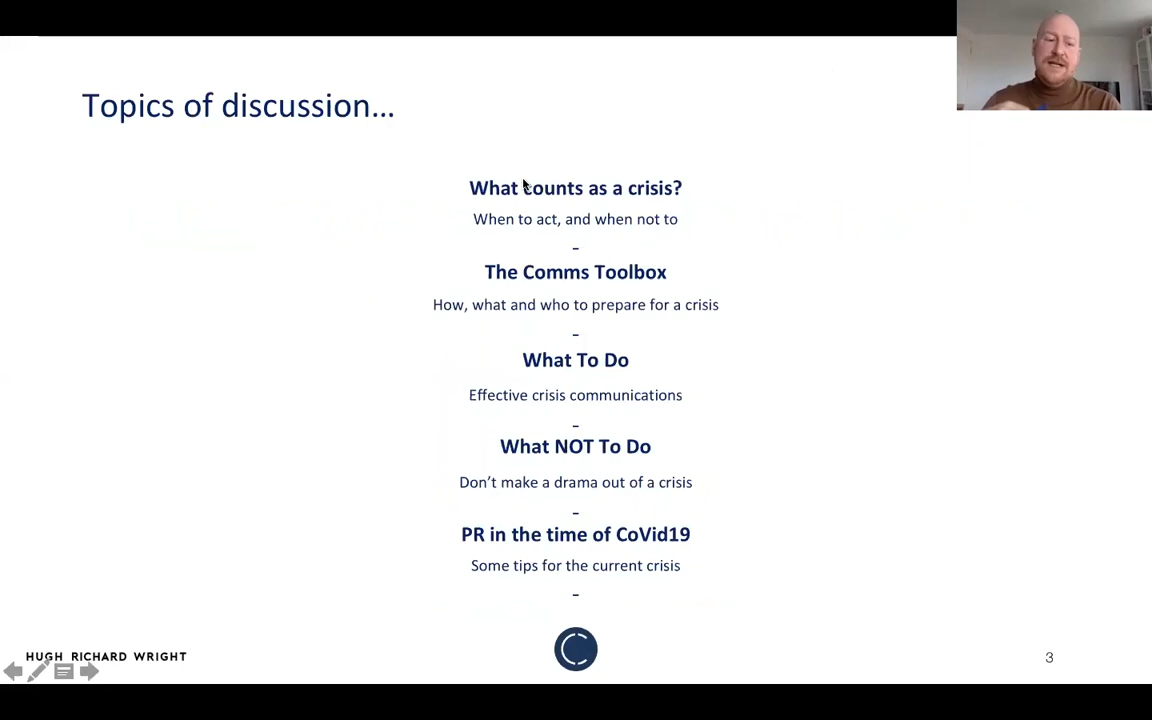 Topics of discussion...
What counts as a crisis?
When to act, and when not to
-
The Comms Toolbox
How, what and who to prepare for a crisis
-
What To Do
Effective crisis communications
-
What NOT To Do
Don't make a drama out of a crisis
-
PR in the time of CoVid19
Some tips for the current crisis
-
HUGH RICHARD WRIGHT
3